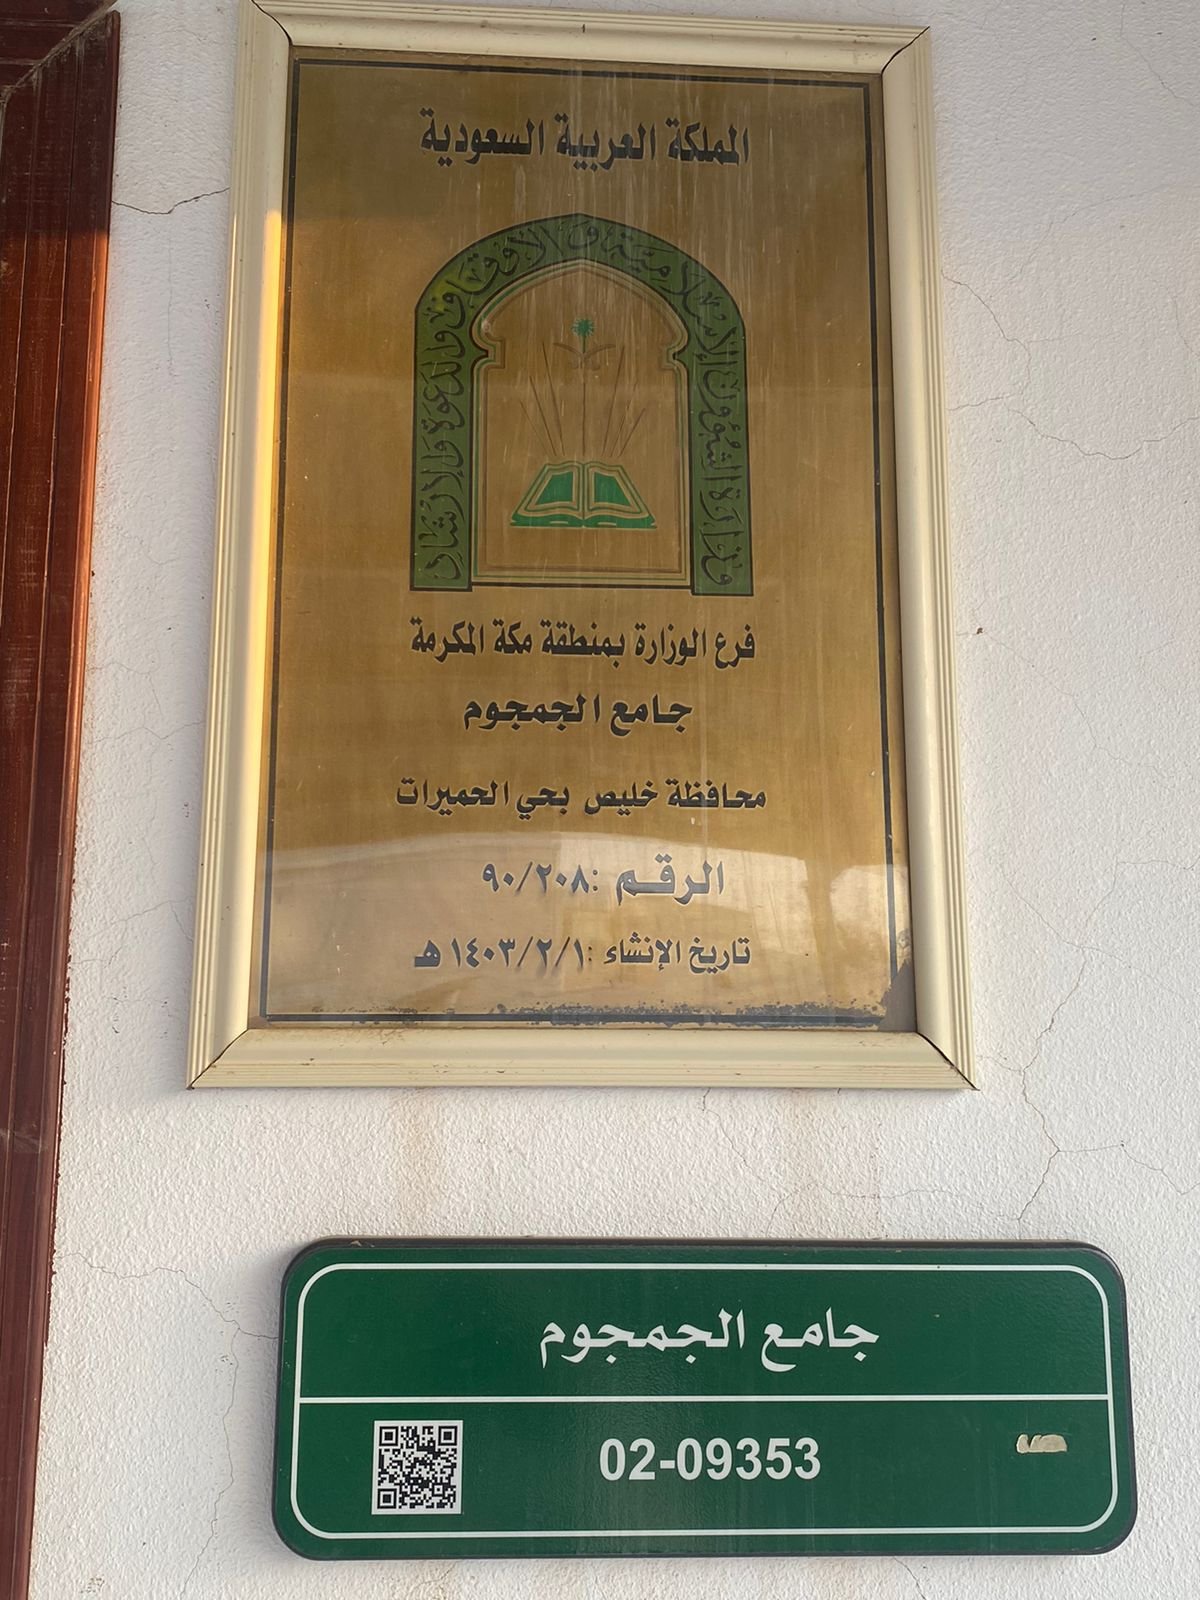 المملكة العربية السعودية
وزارة الشؤون الإسلامية والأوقاف والدعوة والإرشاد
فرع الوزارة بمنطقة مكة المكرمة
جامع الجمجوم
محافظة خليص بحي الحميرات
الرقم :٩٠/٢٠٨
تاريخ الإنشاء :١٤٠٣/٢/١ هـ
جامع الجمجوم
02-09353